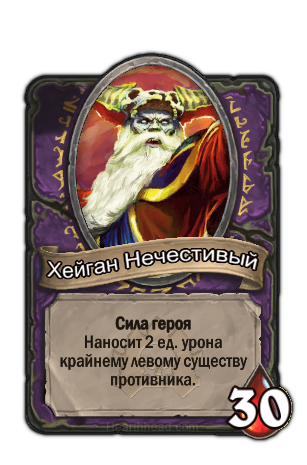 Хейган Нечестивый
Сила героя
Наносит 2 ед. урона
крайнему левому существу
противника.
30